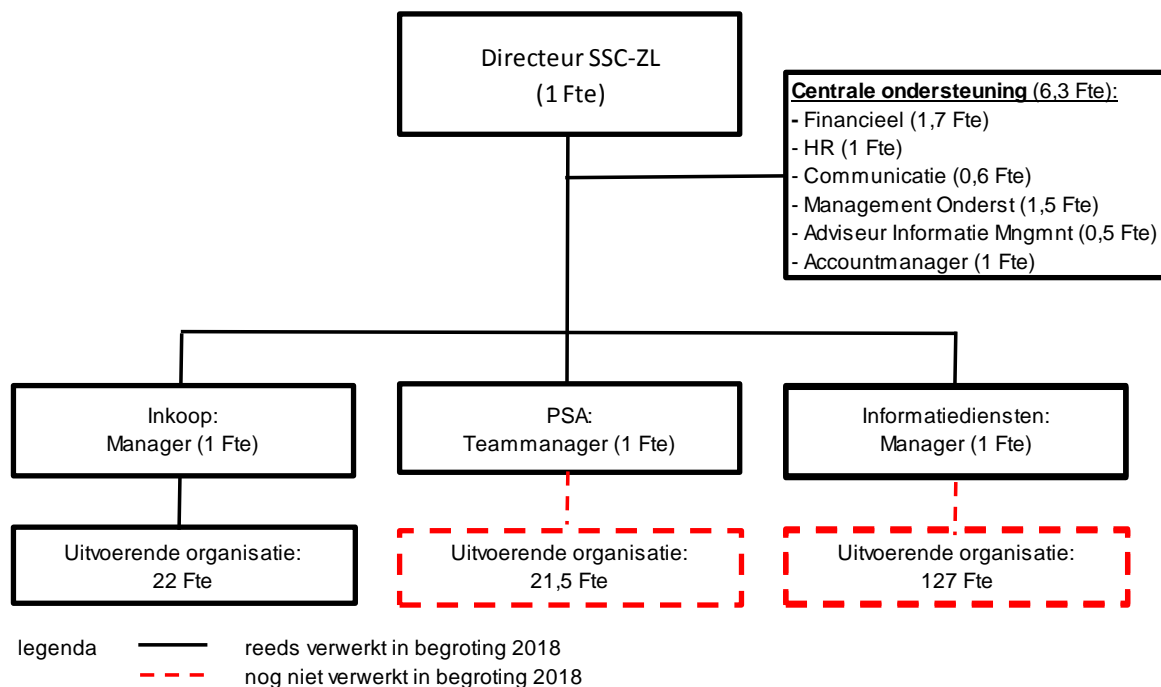 Directeur SSC-ZL
(1 Fte)
Centrale ondersteuning (6,3 Fte):
- Financieel (1,7 Fte)
- HR (1 Fte)
- Communicatie (0,6 Fte)
- Management Onderst (1,5 Fte)
- Adviseur Informatie Mngmnt (0,5 Fte)
- Accountmanager (1 Fte)
Inkoop:
Manager (1 Fte)
PSA:
Teammanager (1 Fte)
Informatiediensten:
Manager (1 Fte)
Uitvoerende organisatie:
22 Fte
Uitvoerende organisatie:
21,5 Fte
Uitvoerende organisatie:
127 Fte
legenda
reeds verwerkt in begroting 2018
nog niet verwerkt in begroting 2018